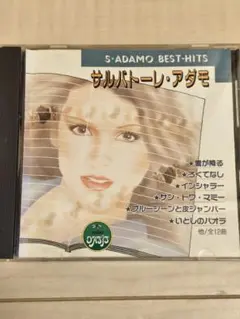 S・ADAMO BEST・HITS
サルバトーレ・アダモ
★雪が降る
★ろくでなし
★インシャラー
★サン・トワ・マミー
★ブルージーンと皮ジャンパー
★いとしのパオラ
他/全12曲